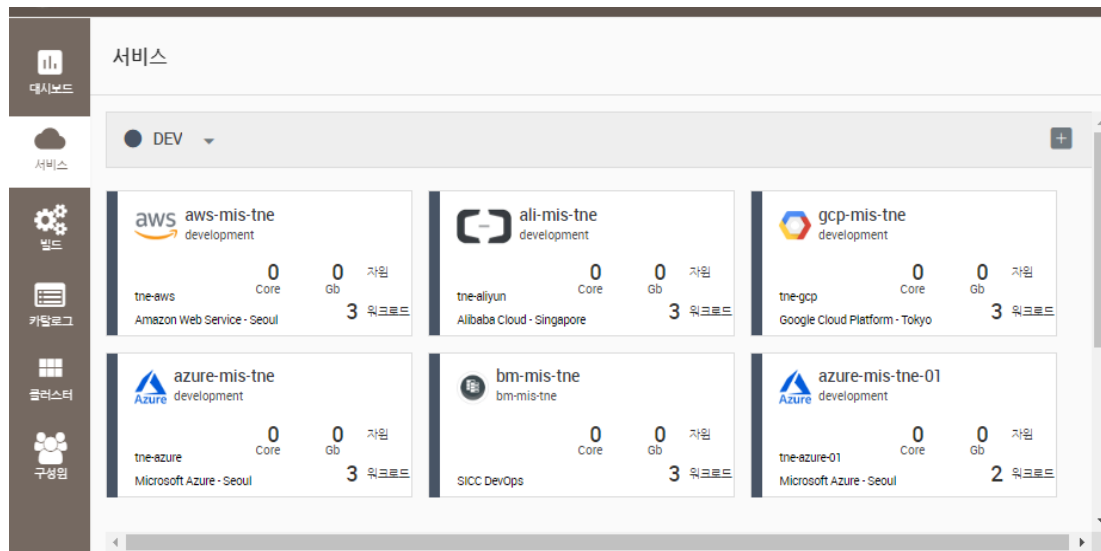 대시보드
서비스
빌드
카탈로그
클러스터
구성원
서비스
DEV
aws aws-mis-tne
development
0 0 자원
Core Gb
tne-aws
3 워크로드
Amazon Web Service - Seoul
ali-mis-tne
development
0 0 자원
Core Gb
tne-aliyun
3 워크로드
Alibaba Cloud - Singapore
gcp-mis-tne
development
0 0 자원
Core Gb
tne-gcp
3 워크로드
Google Cloud Platform - Tokyo
azure-mis-tne
Azure development
0 0 자원
Core Gb
tne-azure
3 워크로드
Microsoft Azure - Seoul
bm-mis-tne
bm-mis-tne
0 0 자원
Core Gb
3 워크로드
SICC DevOps
azure-mis-tne-01
Azure development
0 0 자원
Core Gb
tne-azure-01
2 워크로드
Microsoft Azure - Seoul